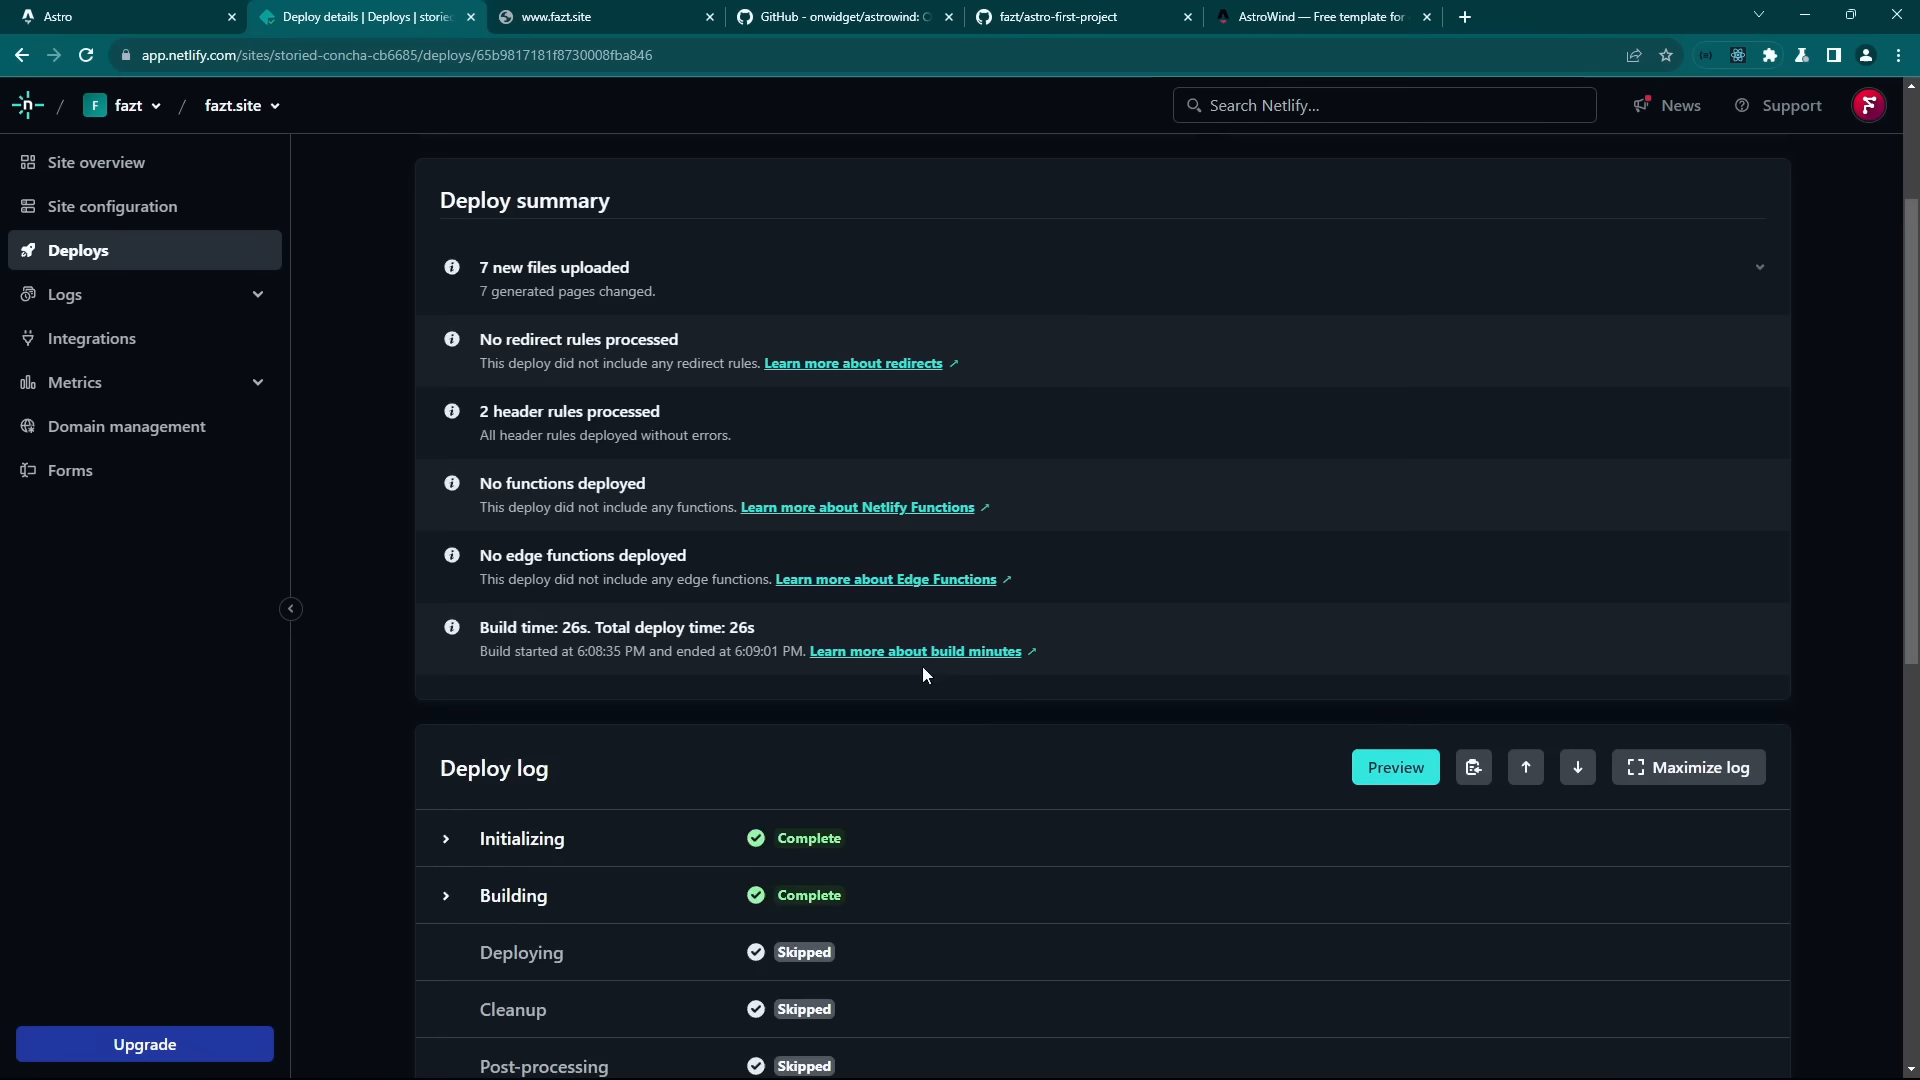 Astro
Deploy details | Deploys | storie
www.fazt.site
GitHub - onwidget/astrowind:
fazt/astro-first-project
AstroWind — Free template for
app.netlify.com/sites/storied-concha-cb6685/deploys/65b9817181f8730008fba846
/ F fazt / fazt.site
Search Netlify...
News
Support
Site overview
Site configuration
Deploys
Logs
Integrations
Metrics
Domain management
Forms
Upgrade
Deploy summary
7 new files uploaded
7 generated pages changed.
No redirect rules processed
This deploy did not include any redirect rules. Learn more about redirects ↗
2 header rules processed
All header rules deployed without errors.
No functions deployed
This deploy did not include any functions. Learn more about Netlify Functions ↗
No edge functions deployed
This deploy did not include any edge functions. Learn more about Edge Functions ↗
Build time: 26s. Total deploy time: 26s
Build started at 6:08:35 PM and ended at 6:09:01 PM. Learn more about build minutes ↗
Deploy log
Preview
Maximize log
Initializing Complete
Building Complete
Deploying Skipped
Cleanup Skipped
Post-processing Skipped